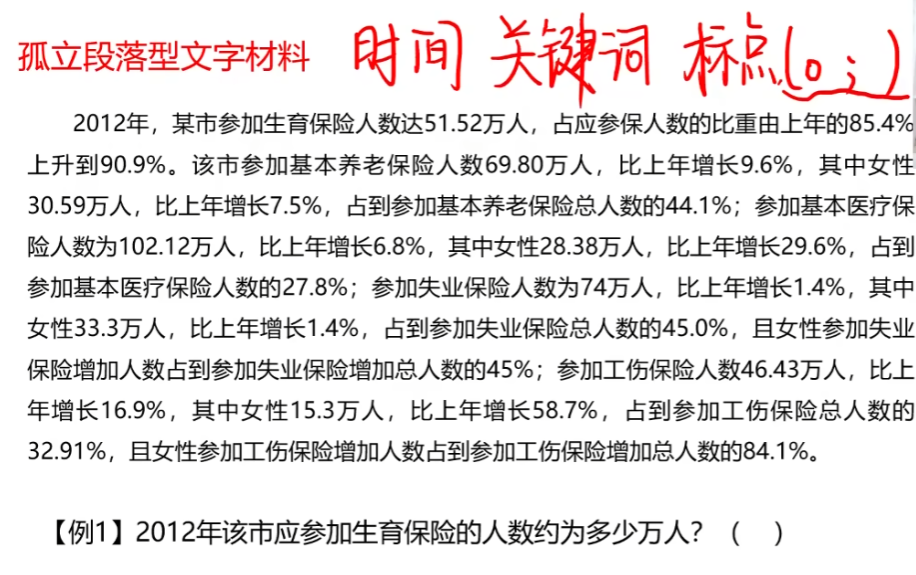 孤立段落型文字材料 时间 关键词 标点(。;)
2012年，某市参加生育保险人数达51.52万人，占应参保人数的比重由上年的85.4%
上升到90.9%。该市参加基本养老保险人数69.80万人，比上年增长9.6%，其中女性
30.59万人，比上年增长7.5%，占到参加基本养老保险总人数的44.1%；参加基本医疗保
险人数为102.12万人，比上年增长6.8%，其中女性28.38万人，比上年增长29.6%，占到
参加基本医疗保险人数的27.8%；参加失业保险人数为74万人，比上年增长1.4%，其中
女性33.3万人，比上年增长1.4%，占到参加失业保险总人数的45.0%，且女性参加失业
保险增加人数占到参加失业保险增加总人数的45%；参加工伤保险人数46.43万人，比上
年增长16.9%，其中女性15.3万人，比上年增长58.7%，占到参加工伤保险总人数的
32.91%，且女性参加工伤保险增加人数占到参加工伤保险增加总人数的84.1%。
【例1】2012年该市应参加生育保险的人数约为多少万人？（ ）